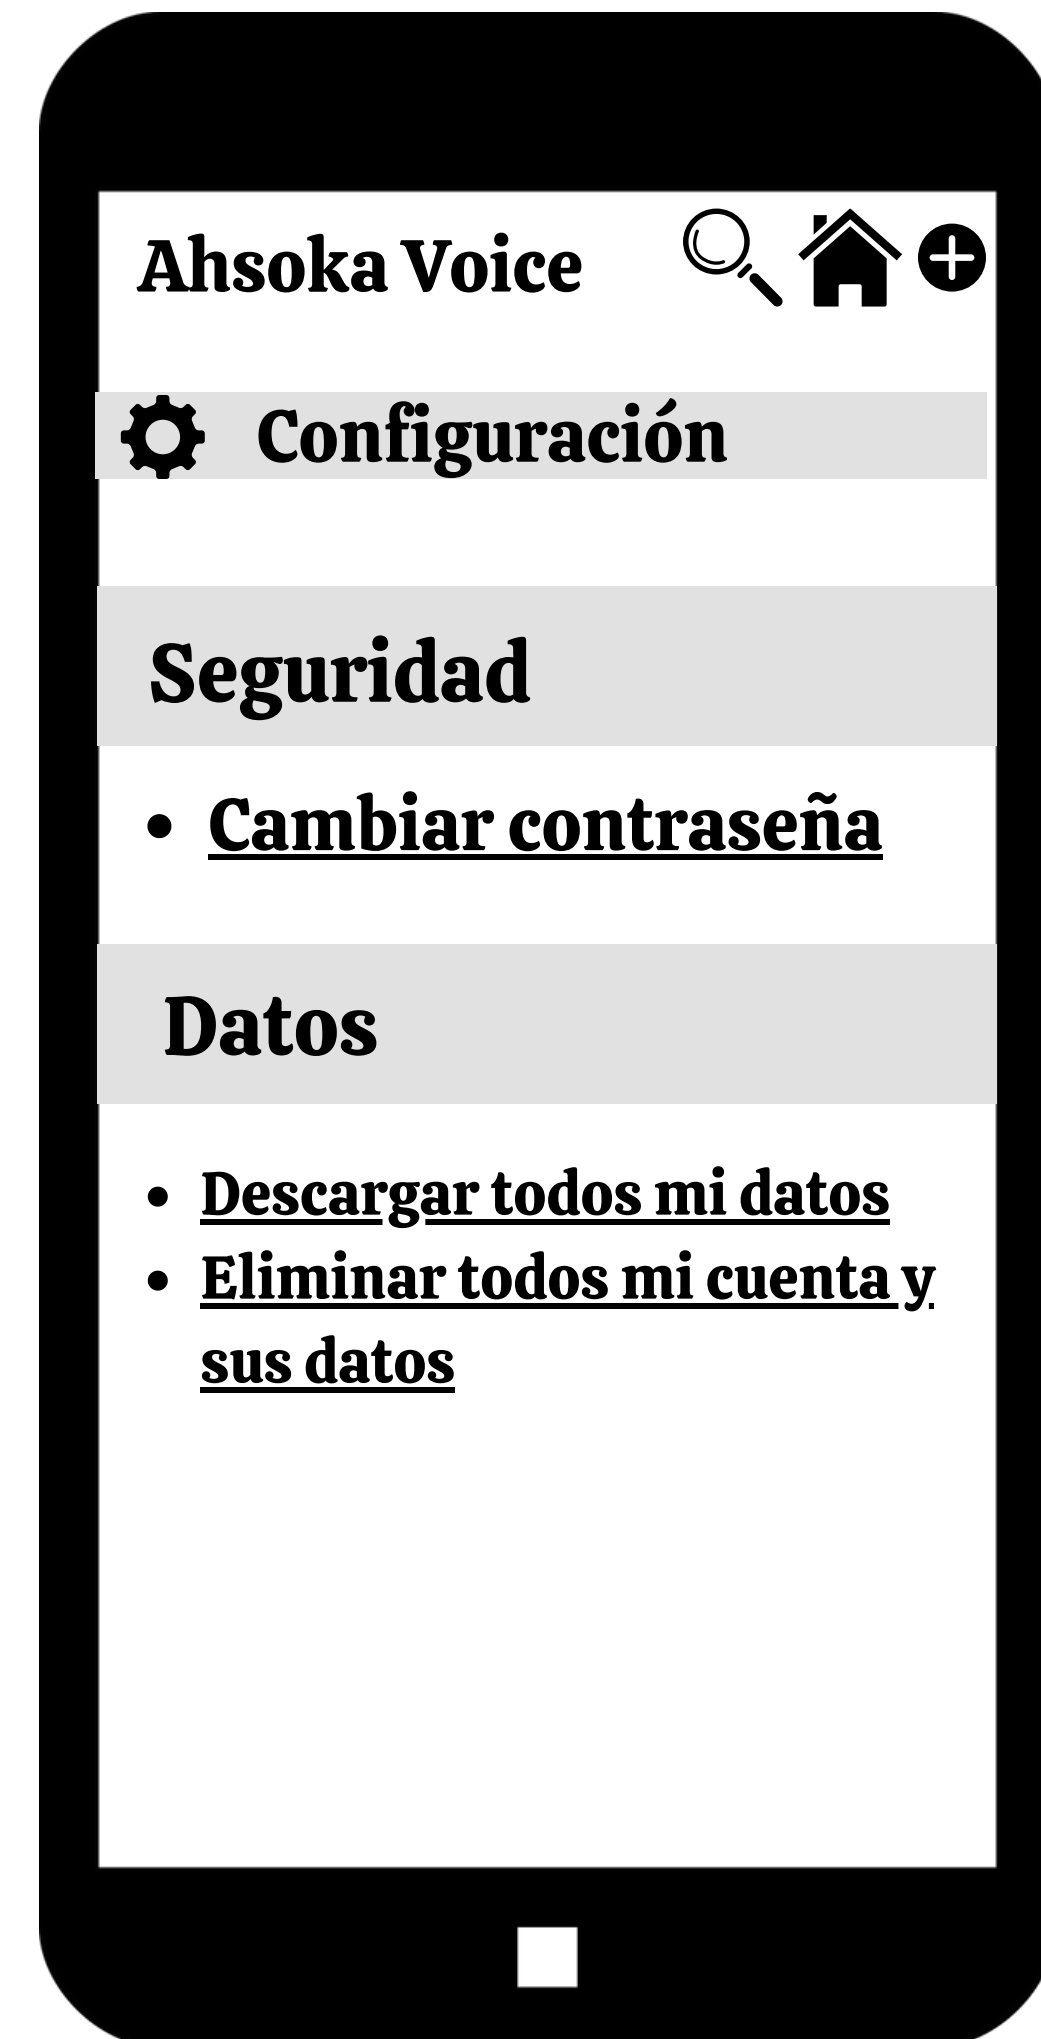 Ahsoka Voice
Configuración
Seguridad
• Cambiar contraseña
Datos
• Descargar todos mi datos
• Eliminar todos mi cuenta y
sus datos